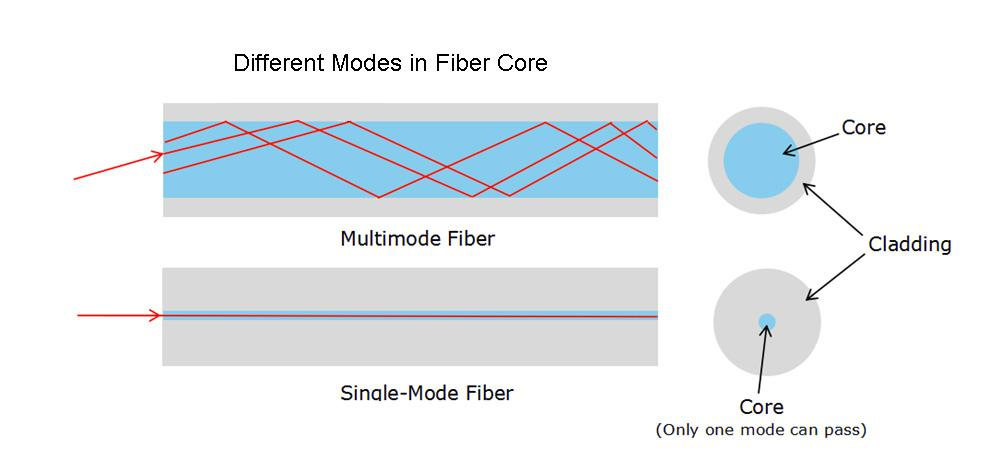 Different Modes in Fiber Core
Core
Multimode Fiber
Cladding
Single-Mode Fiber
Core
(Only one mode can pass)